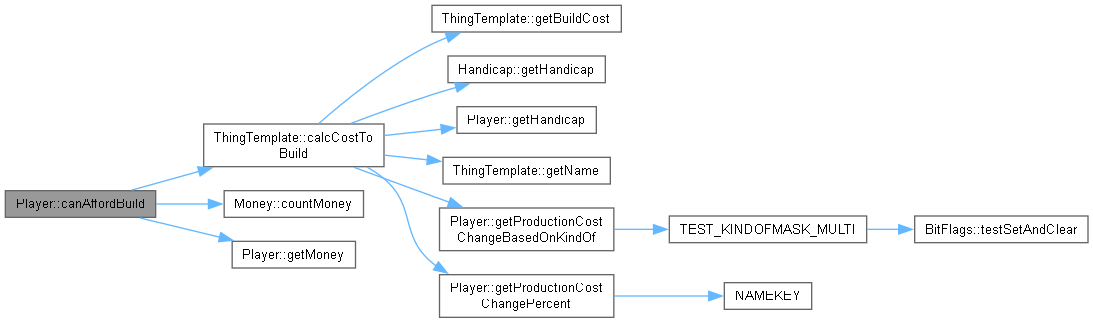 ThingTemplate::getBuildCost
Handicap::getHandicap
Player::getHandicap
ThingTemplate::calcCostTo
Build
ThingTemplate::getName
Player::canAffordBuild
Money::countMoney
Player::getProductionCost
ChangeBasedOnKindOf
TEST_KINDOFMASK_MULTI
BitFlags::testSetAndClear
Player::getMoney
Player::getProductionCost
ChangePercent
NAMEKEY